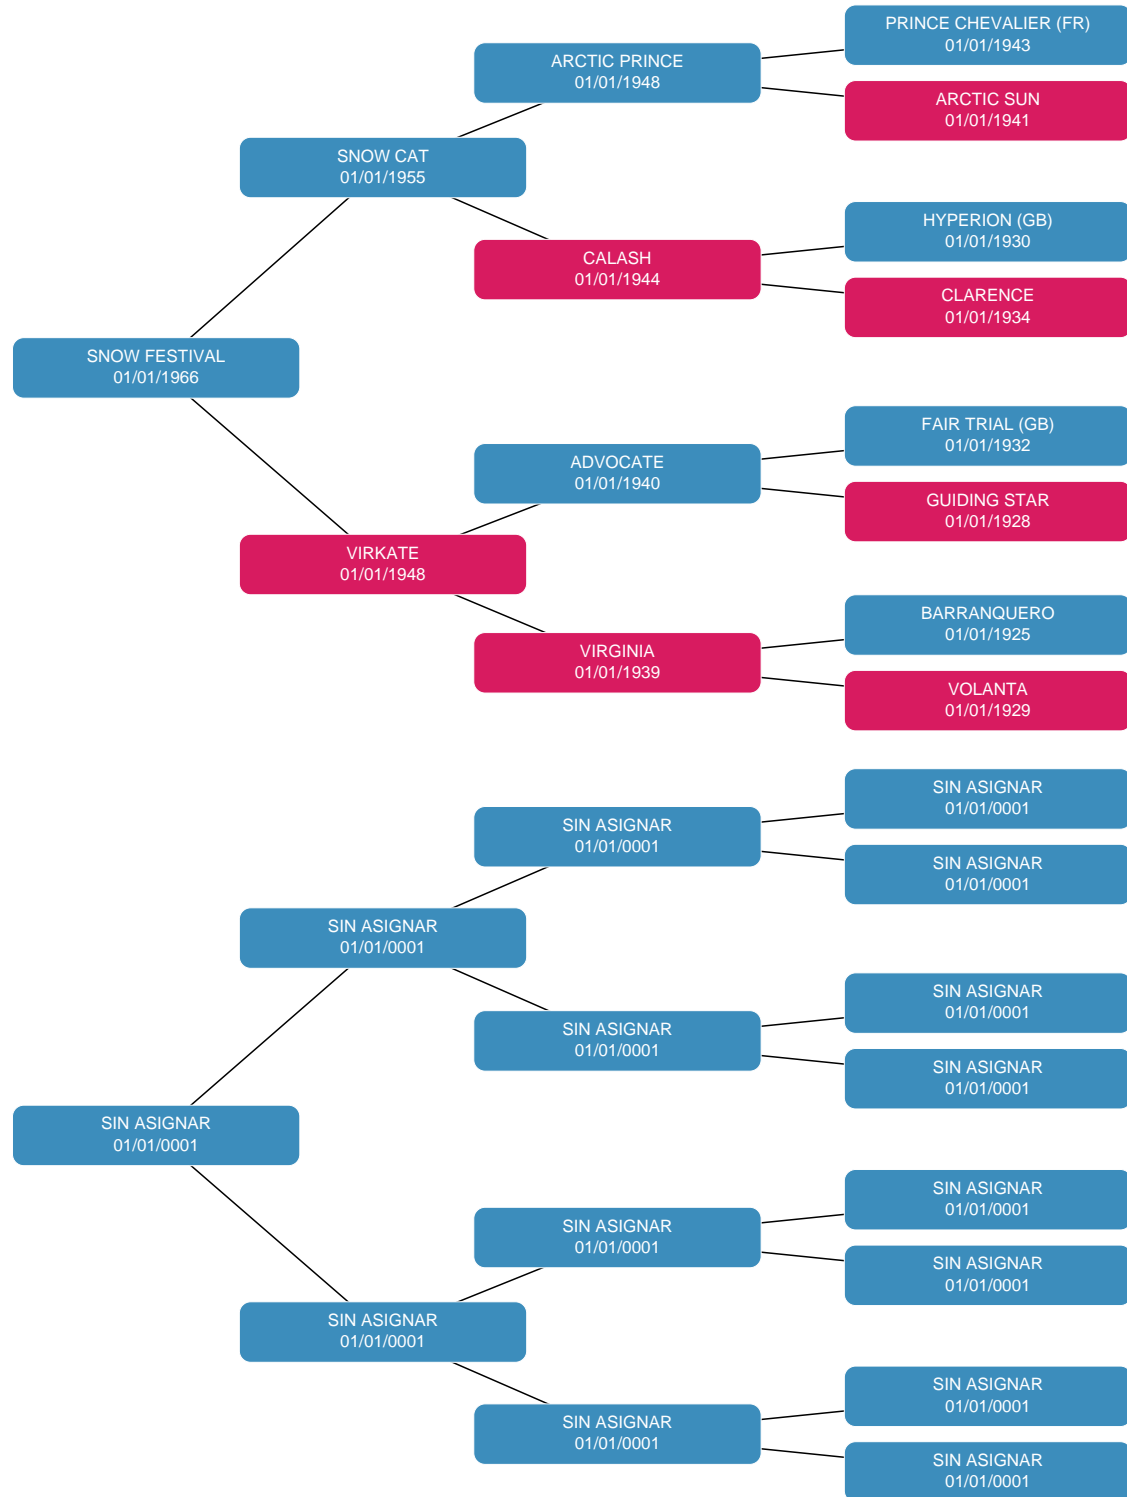 PRINCE CHEVALIER (FR)
01/01/1943
ARCTIC PRINCE
01/01/1948
ARCTIC SUN
01/01/1941
SNOW CAT
01/01/1955
HYPERION (GB)
01/01/1930
CALASH
01/01/1944
CLARENCE
01/01/1934
SNOW FESTIVAL
01/01/1966
FAIR TRIAL (GB)
01/01/1932
ADVOCATE
01/01/1940
GUIDING STAR
01/01/1928
VIRKATE
01/01/1948
BARRANQUERO
01/01/1925
VIRGINIA
01/01/1939
VOLANTA
01/01/1929
SIN ASIGNAR
01/01/0001
SIN ASIGNAR
01/01/0001
SIN ASIGNAR
01/01/0001
SIN ASIGNAR
01/01/0001
SIN ASIGNAR
01/01/0001
SIN ASIGNAR
01/01/0001
SIN ASIGNAR
01/01/0001
SIN ASIGNAR
01/01/0001
SIN ASIGNAR
01/01/0001
SIN ASIGNAR
01/01/0001
SIN ASIGNAR
01/01/0001
SIN ASIGNAR
01/01/0001
SIN ASIGNAR
01/01/0001
SIN ASIGNAR
01/01/0001
SIN ASIGNAR
01/01/0001